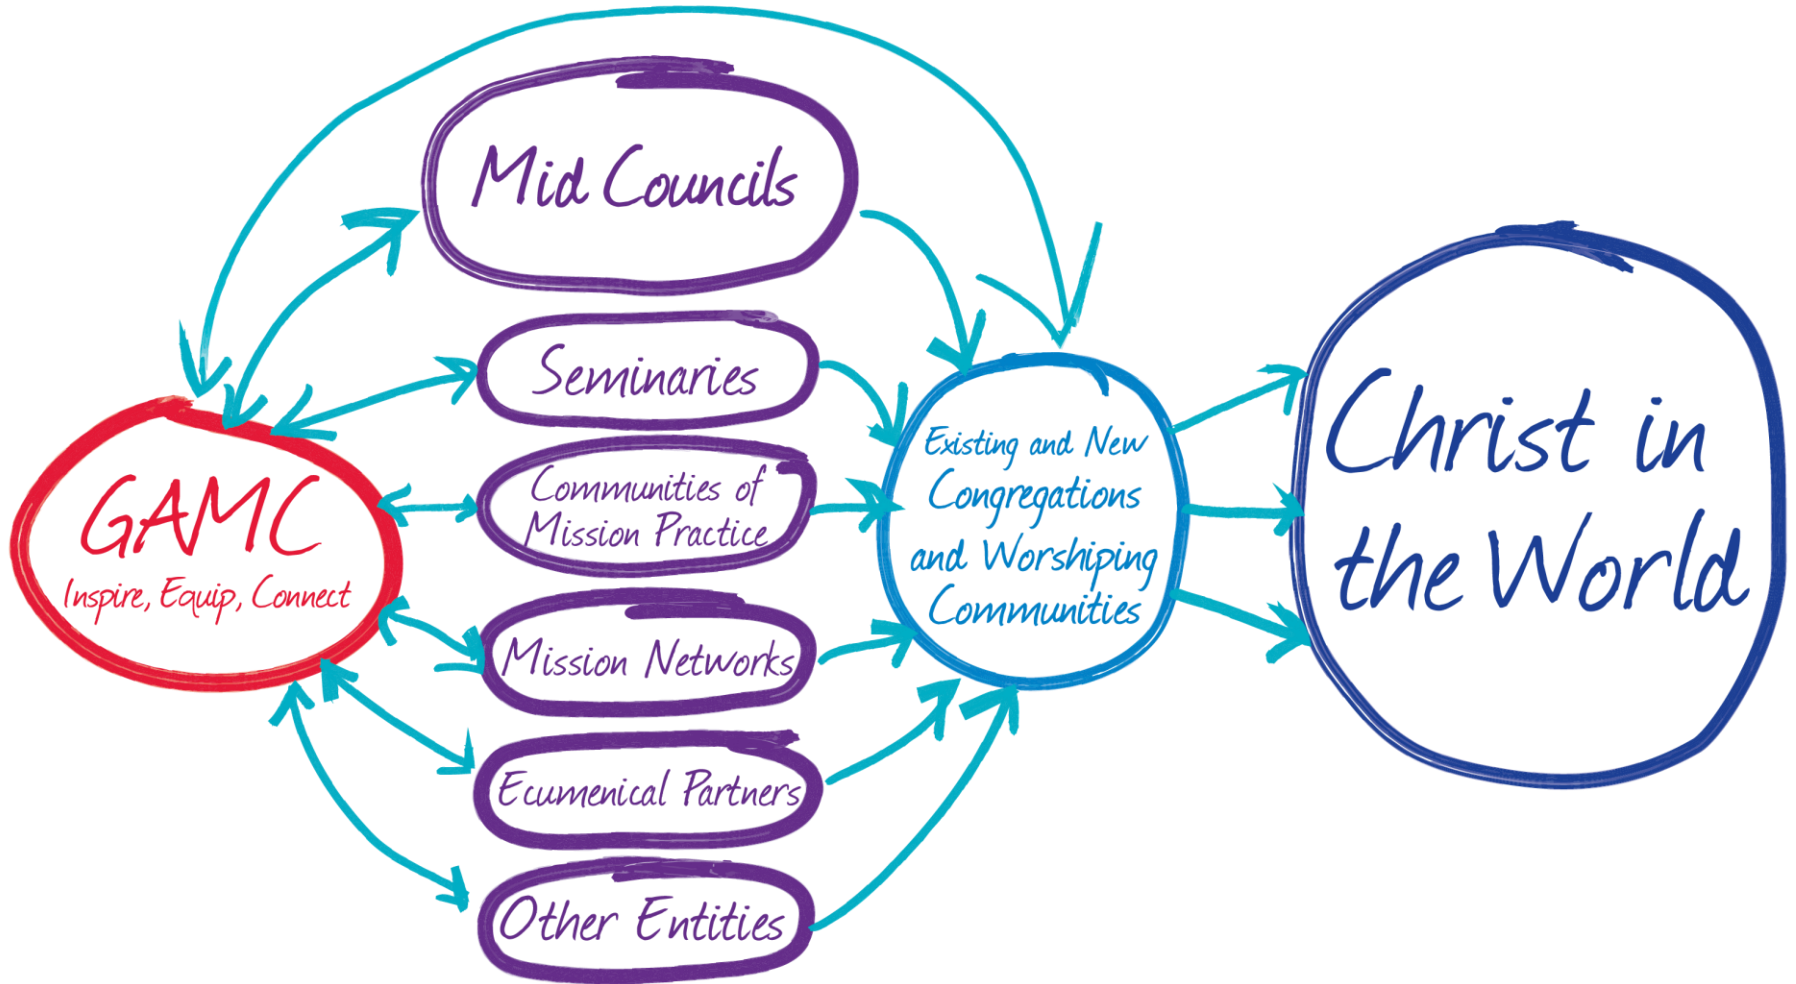 Mid Councils
Seminaries
Communities of
Mission Practice
Mission Networks
Ecumenical Partners
Other Entities
GAMC
Inspire, Equip, Connect
Existing and New
Congregations
and Worshiping
Communities
Christ in
the World